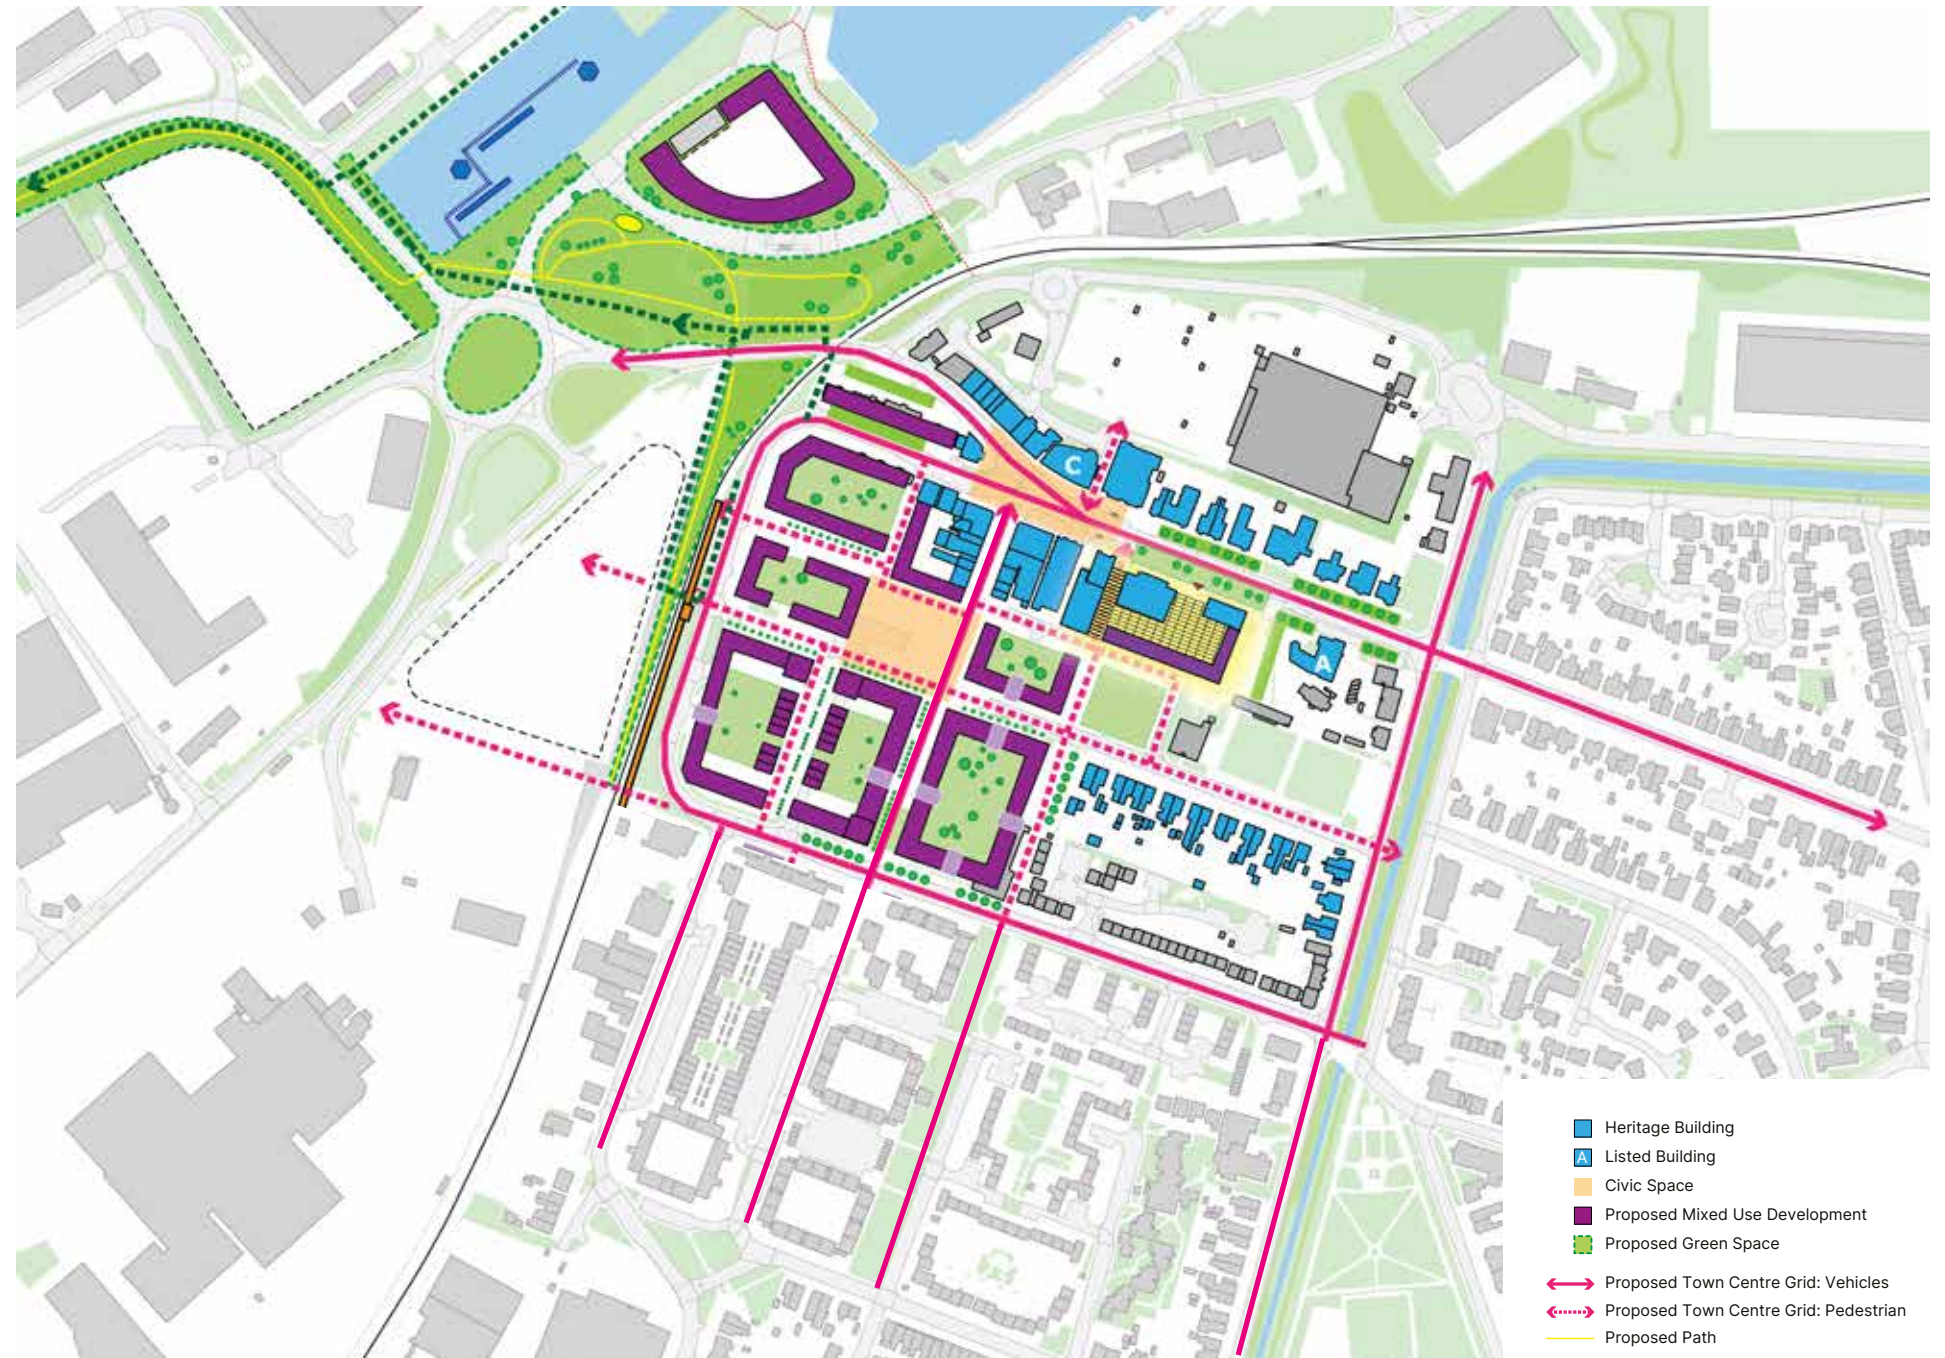 C
A
Heritage Building
A Listed Building
Civic Space
Proposed Mixed Use Development
Proposed Green Space
Proposed Town Centre Grid: Vehicles
Proposed Town Centre Grid: Pedestrian
Proposed Path